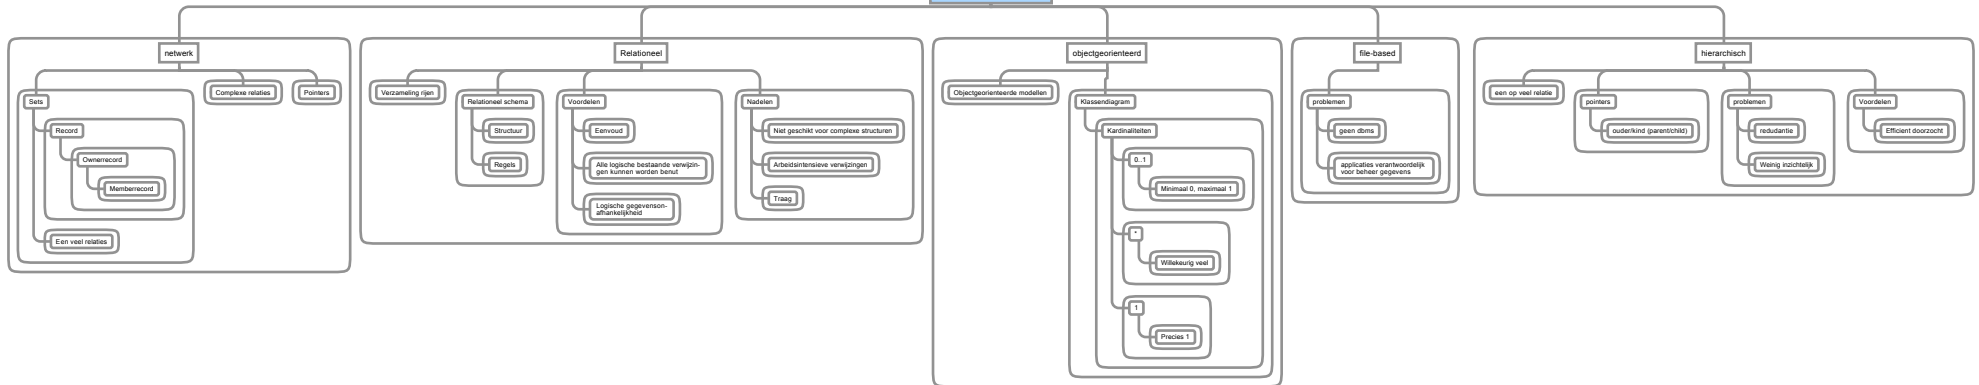 netwerk
Sets
Record
Ownerrecord
Memberrecord
Een veel relaties
Complexe relaties
Pointers
Relationeel
Verzameling rijen
Relationeel schema
Structuur
Regels
Voordelen
Eenvoud
Alle logische bestaande verwijzin-
gen kunnen worden benut
Logische gegevenson-
afhankelijkheid
Nadelen
Niet geschikt voor complexe structuren
Arbeidsintensieve verwijzingen
Traag
objectgeorienteerd
Objectgeorienteerde modellen
Klassendiagram
Kardinaliteiten
0..1
Minimaal 0, maximaal 1
*
Willekeurig veel
1
Precies 1
file-based
problemen
geen dbms
applicaties verantwoordelijk
voor beheer gegevens
hierarchisch
een op veel relatie
pointers
ouder/kind (parent/child)
problemen
redudantie
Weinig inzichtelijk
Voordelen
Efficient doorzocht